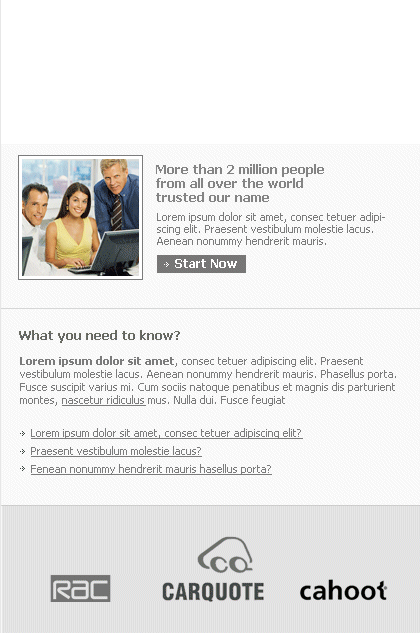 More than 2 million people
from all over the world
trusted our name
Lorem ipsum dolor sit amet, consec tetuer adipi-
scing elit. Praesent vestibulum molestie lacus.
Aenean nonummy hendrerit mauris.
Start Now
What you need to know?
Lorem ipsum dolor sit amet, consec tetuer adipiscing elit. Praesent
vestibulum molestie lacus. Aenean nonummy hendrerit mauris. Phasellus porta.
Fusce suscipit varius mi. Cum sociis natoque penatibus et magnis dis parturient
montes, nascetur ridiculus mus. Nulla dui. Fusce feugiat
Lorem ipsum dolor sit amet, consec tetuer adipiscing elit?
Praesent vestibulum molestie lacus?
Fenean nonummy hendrerit mauris hasellus porta?
RAC
CARQUOTE
cahoot